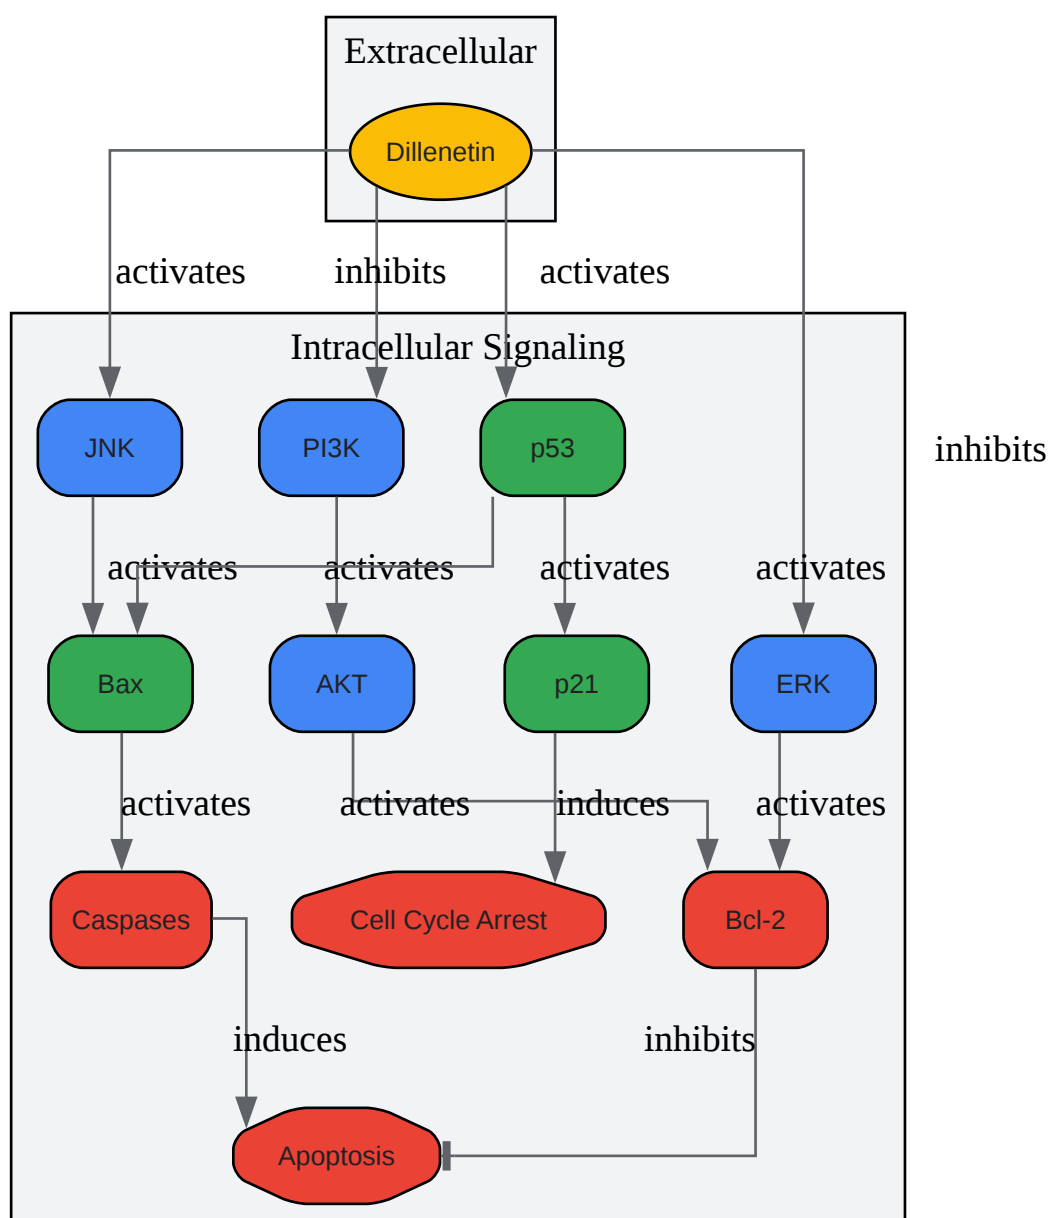 Extracellular
Dillenetin
activates
inhibits
activates
Intracellular Signaling
JNK
PI3K
p53
inhibits
activates
activates
activates
activates
Bax
AKT
p21
ERK
activates
activates
induces
activates
Caspases
Cell Cycle Arrest
Bcl-2
induces
inhibits
Apoptosis